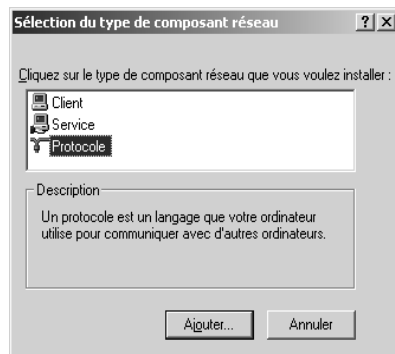 Sélection du type de composant réseau
Cliquez sur le type de composant réseau que vous voulez installer :
Client
Service
Protocole
Description
Un protocole est un langage que votre ordinateur
utilise pour communiquer avec d'autres ordinateurs.
Ajouter... Annuler